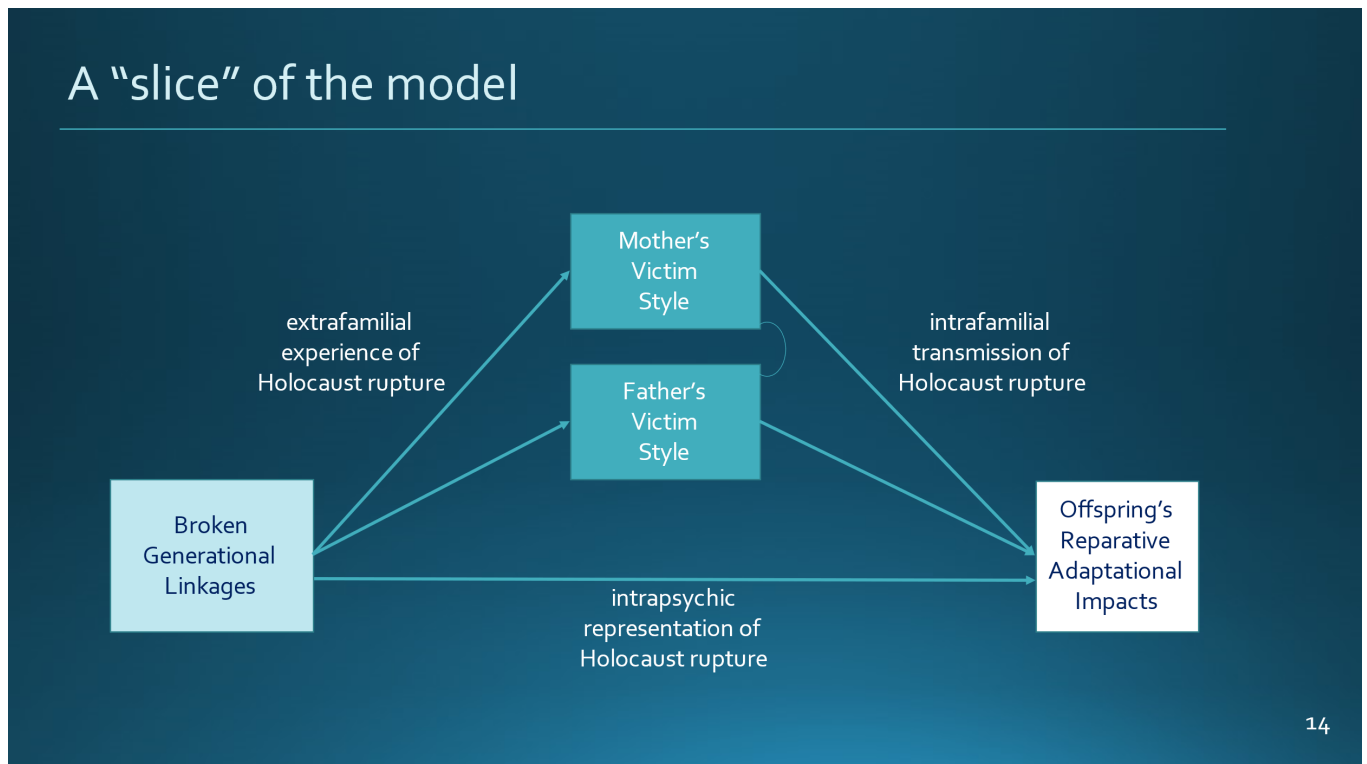 A “slice” of the model
Mother’s
Victim
Style
extrafamilial
experience of
Holocaust rupture
intrafamilial
transmission of
Holocaust rupture
Father’s
Victim
Style
Broken
Generational
Linkages
Offspring’s
Reparative
Adaptational
Impacts
intrapsychic
representation of
Holocaust rupture
14